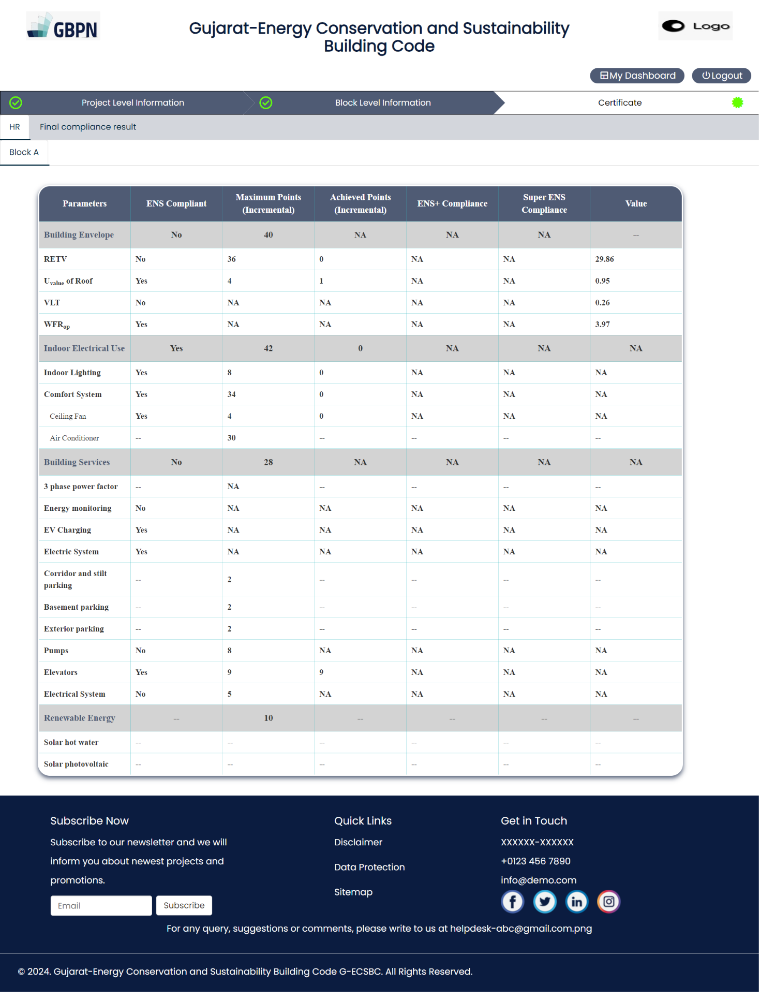 GBPN
Gujarat-Energy Conservation and Sustainability
Building Code
Logo
My Dashboard
Logout
Project Level Information
Block Level Information
Certificate
HR
Final compliance result
Block A
Parameters ENS Compliant Maximum Points (Incremental) Achieved Points (Incremental) ENS+ Compliance Super ENS Compliance Value
Building Envelope No 40 NA NA NA --
RETV No 36 0 NA NA 29.86
Uvalue of Roof Yes 4 1 NA NA 0.95
VLT No NA NA NA NA 0.26
WFRop Yes NA NA NA NA 3.97
Indoor Electrical Use Yes 42 0 NA NA NA
Indoor Lighting Yes 8 0 NA NA NA
Comfort System Yes 34 0 NA NA NA
Ceiling Fan Yes 4 0 NA NA NA
Air Conditioner -- 30 -- -- -- --
Building Services No 28 NA NA NA NA
3 phase power factor -- NA -- -- -- --
Energy monitoring No NA NA NA NA NA
EV Charging Yes NA NA NA NA NA
Electric System Yes NA NA NA NA NA
Corridor and stilt parking -- 2 -- -- -- --
Basement parking -- 2 -- -- -- --
Exterior parking -- 2 -- -- -- --
Pumps No 8 NA NA NA NA
Elevators Yes 9 9 NA NA NA
Electrical System No 5 NA NA NA NA
Renewable Energy -- 10 -- -- -- --
Solar hot water -- -- -- -- -- --
Solar photovoltaic -- -- -- -- -- --
Subscribe Now
Subscribe to our newsletter and we will
inform you about newest projects and
promotions.
Email
Subscribe
Quick Links
Disclaimer
Data Protection
Sitemap
Get in Touch
XXXXXX-XXXXXX
+0123 456 7890
info@demo.com
For any query, suggestions or comments, please write to us at helpdesk-abc@gmail.com.png
© 2024. Gujarat-Energy Conservation and Sustainability Building Code G-ECSBC. All Rights Reserved.